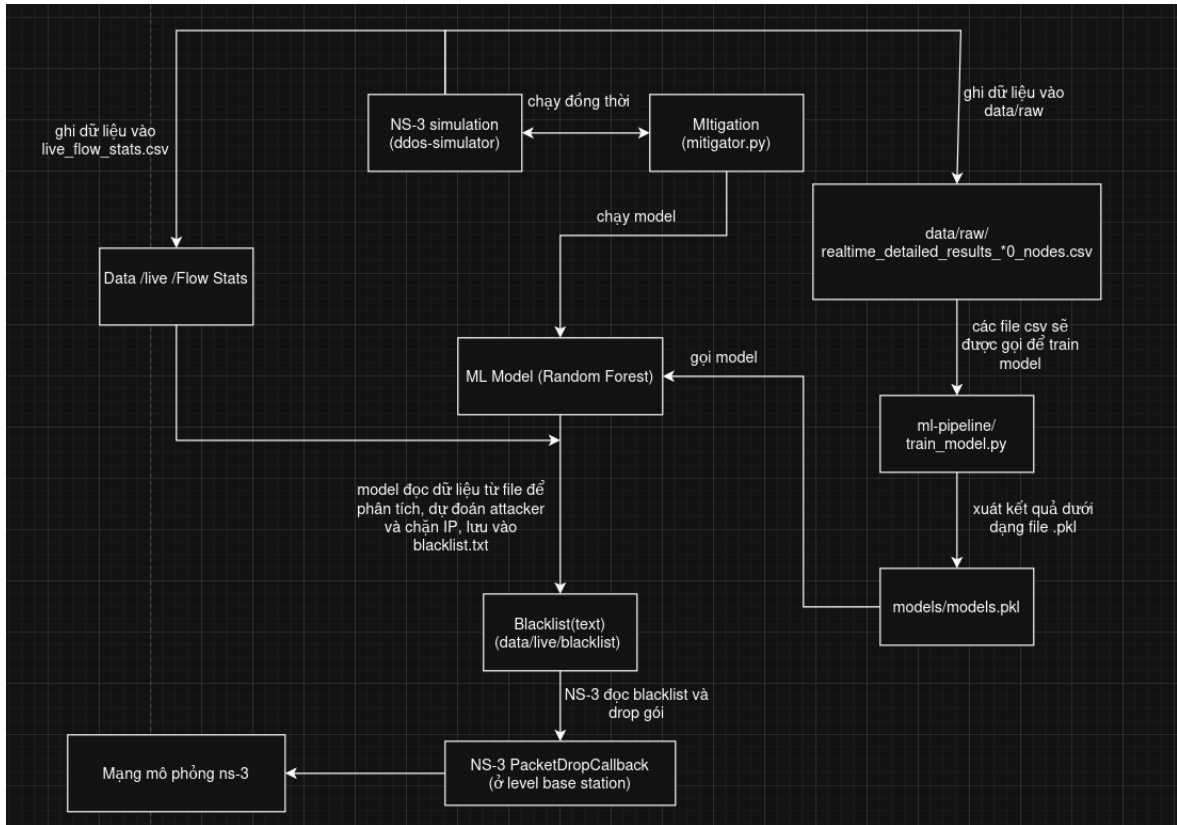 chạy đồng thời
NS-3 simulation
(ddos-simulator)
MItigation
(mitigator.py)
ghi dữ liệu vào
data/raw
ghi dữ liệu vào
live_flow_stats.csv
chạy model
data/raw/
realtime_detailed_results_*0_nodes.csv
Data /live /Flow Stats
các file csv sẽ
được gọi để train
model
gọi model
ML Model (Random Forest)
ml-pipeline/
train_model.py
model đọc dữ liệu từ file để
phân tích, dự đoán attacker
và chặn IP, lưu vào
blacklist.txt
xuát kết quả dưới
dạng file .pkl
models/models.pkl
Blacklist(text)
(data/live/blacklist)
NS-3 đọc blacklist và
drop gói
Mạng mô phỏng ns-3
NS-3 PacketDropCallback
(ở level base station)